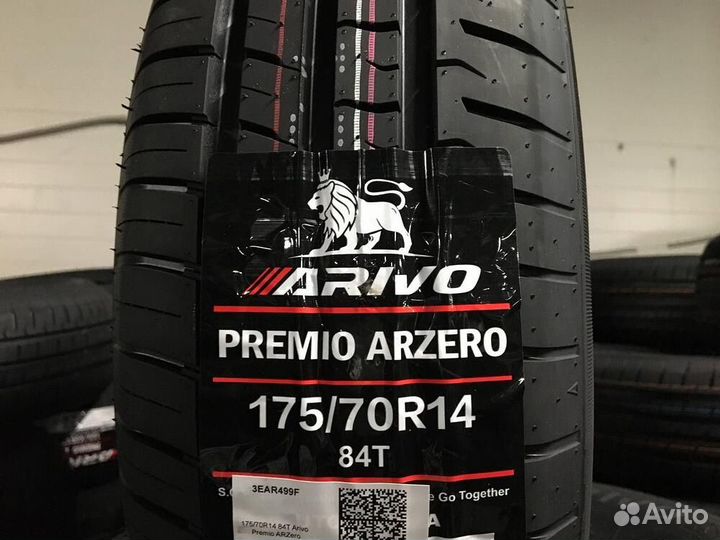 ARIVO
PREMIO ARZERO
175/70R14
84T
Go Together
3EAR499F
175/70R14 84T Arivo
Premio ARZero
Avito